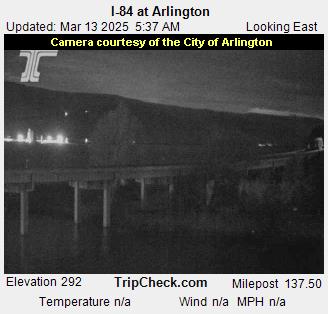 I-84 at Arlington
Updated: Mar 13 2025 5:37 AM Looking East
Camera courtesy of the City of Arlington
Elevation 292 TripCheck.com Milepost 137.50
Temperature n/a Wind n/a MPH n/a